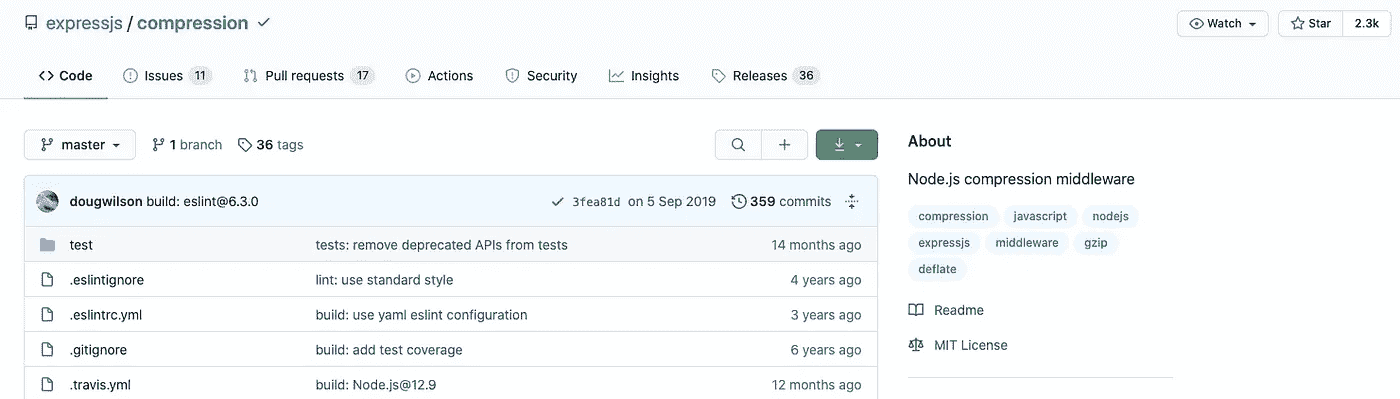 expressjs / compression
Watch
Star 2.3k
Code
Issues 11
Pull requests 17
Actions
Security
Insights
Releases 36
master
1 branch
36 tags
dougwilson build: eslint@6.3.0
3fea81d on 5 Sep 2019
359 commits
test tests: remove deprecated APIs from tests 14 months ago
.eslintignore lint: use standard style 4 years ago
.eslintrc.yml build: use yaml eslint configuration 3 years ago
.gitignore build: add test coverage 6 years ago
.travis.yml build: Node.js@12.9 12 months ago
About
Node.js compression middleware
compression javascript nodejs
expressjs middleware gzip
deflate
Readme
MIT License